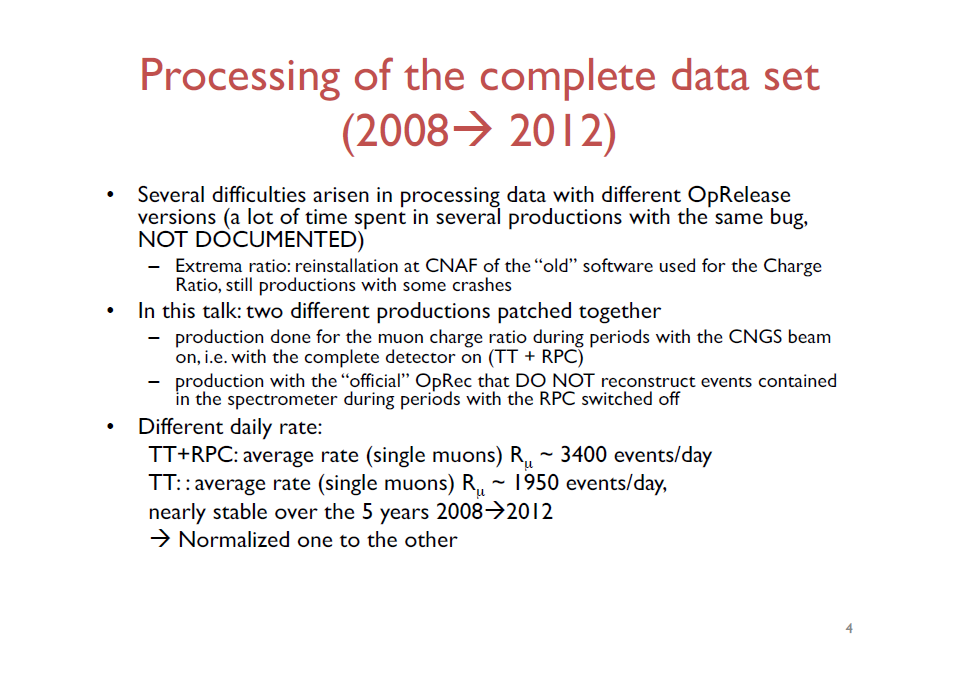 Processing of the complete data set
(2008→ 2012)
• Several difficulties arisen in processing data with different OpRelease
versions (a lot of time spent in several productions with the same bug,
NOT DOCUMENTED)
– Extrema ratio: reinstallation at CNAF of the “old” software used for the Charge
Ratio, still productions with some crashes
• In this talk: two different productions patched together
– production done for the muon charge ratio during periods with the CNGS beam
on, i.e. with the complete detector on (TT + RPC)
– production with the “official” OpRec that DO NOT reconstruct events contained
in the spectrometer during periods with the RPC switched off
• Different daily rate:
TT+RPC: average rate (single muons) Rμ ~ 3400 events/day
TT: : average rate (single muons) Rμ ~ 1950 events/day,
nearly stable over the 5 years 2008→2012
→ Normalized one to the other
4